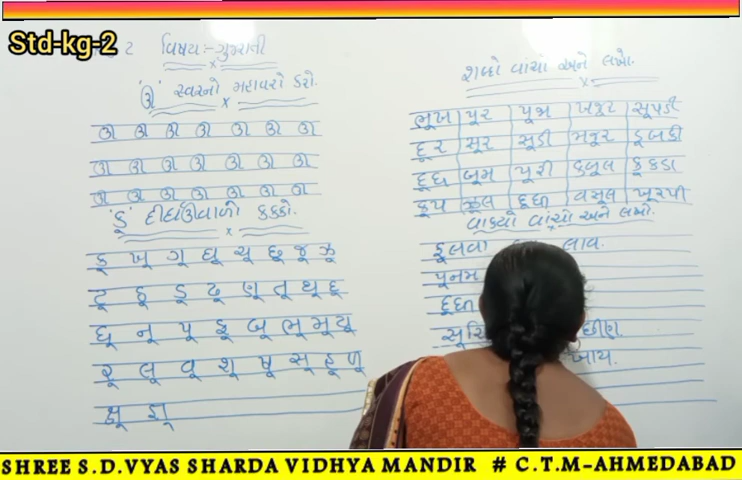 Std-kg-2
વિષય:- ગુજરાતી
'ઊ' સ્વરનો મહાવરો કરો.
ઊ ઊ ઊ ઊ ઊ ઊ ઊ
ઊ ઊ ઊ ઊ ઊ ઊ ઊ
ઊ ઊ ઊ ઊ ઊ ઊ ઊ
'કૂ' દીર્ઘઊવાળી કક્કો.
કૂ ખૂ ગૂ ઘૂ ચૂ છૂ જૂ ઝૂ
ટૂ ઠૂ ડૂ ઢૂ ણૂ તૂ થૂ દૂ
ધૂ નૂ પૂ ફૂ બૂ ભૂ મૂ યૂ
રૂ લૂ વૂ શૂ ષૂ સૂ હૂ ળૂ
ક્ષૂ જ્ઞૂ
શબ્દો વાંચો અને લખો.
ભૂખ પૂર પૂજા ખજૂર સૂપડી
દૂર સૂર સૂડી મજૂર ડૂબકી
દૂધ બૂમ પૂરી કબૂલ કૂકડા
કૂપ ઝૂલ દૂધી વસૂલ ખૂરપી
વાક્યો વાંચો અને લખો.
ફૂલવા લાવ.
પૂનમ
દૂધી
છીણ
ખાય.
SHREE S.D.VYAS SHARDA VIDHYA MANDIR # C.T.M-AHMEDABAD